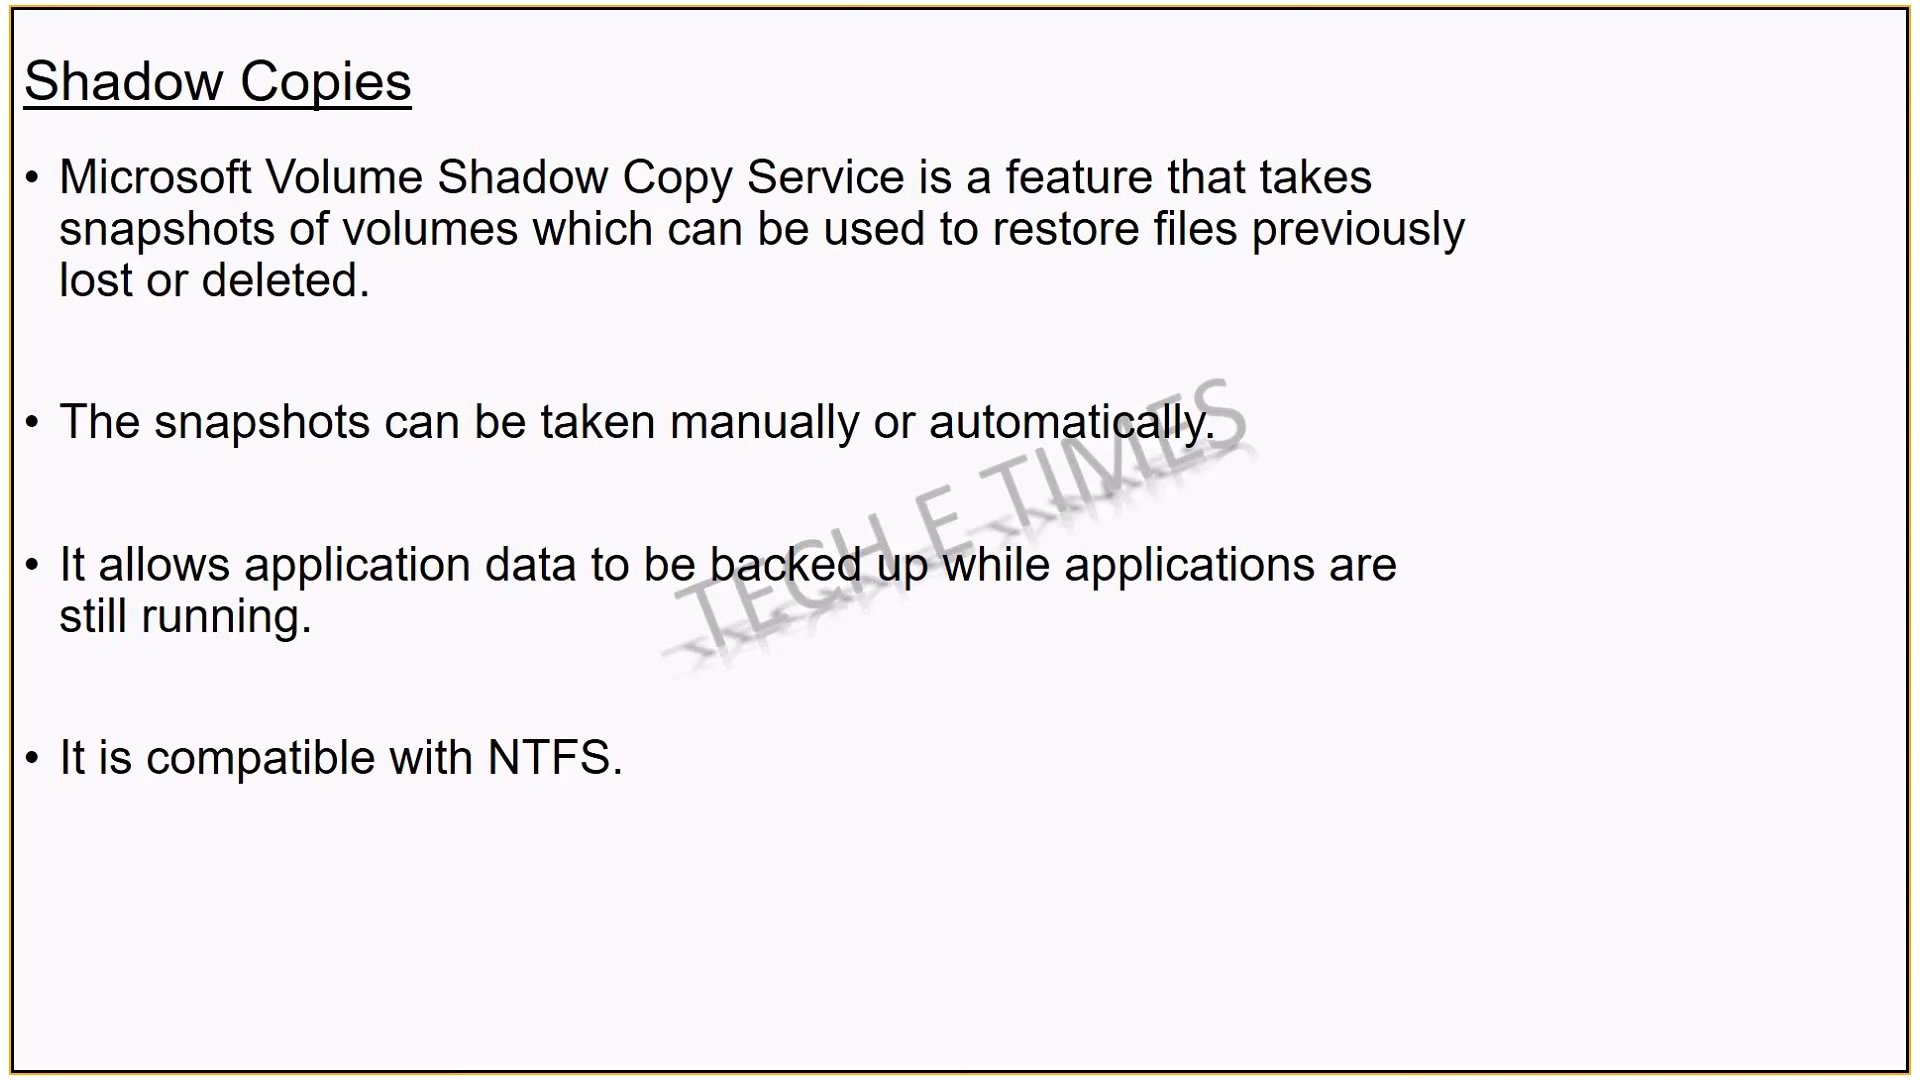 Shadow Copies
• Microsoft Volume Shadow Copy Service is a feature that takes
snapshots of volumes which can be used to restore files previously
lost or deleted.
• The snapshots can be taken manually or automatically.
TECH E TIMES
• It allows application data to be backed up while applications are
still running.
• It is compatible with NTFS.